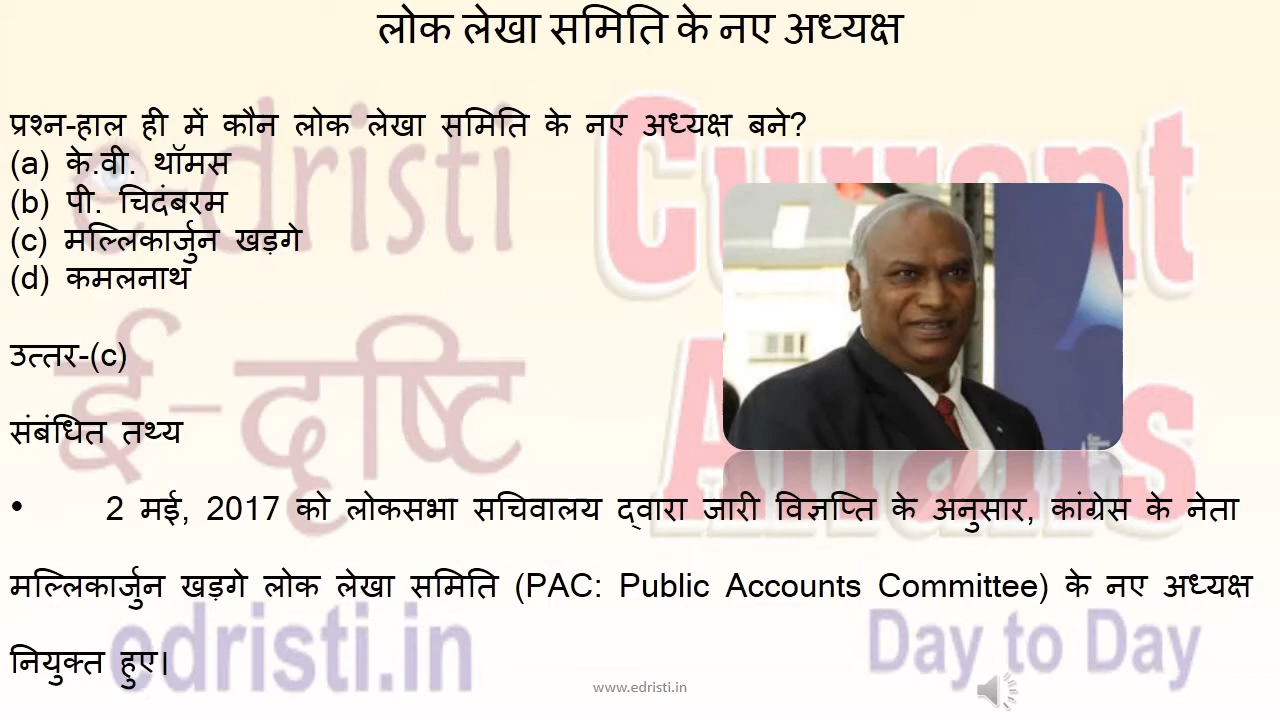 लोक लेखा समिति के नए अध्यक्ष
प्रश्न-हाल ही में कौन लोक लेखा समिति के नए अध्यक्ष बने?
(a) के.वी. थॉमस
(b) पी. चिदंबरम
(c) मल्लिकार्जुन खड़गे
(d) कमलनाथ
उत्तर-(c)
संबंधित तथ्य
• 2 मई, 2017 को लोकसभा सचिवालय द्वारा जारी विज्ञप्ति के अनुसार, कांग्रेस के नेता
मल्लिकार्जुन खड़गे लोक लेखा समिति (PAC: Public Accounts Committee) के नए अध्यक्ष
नियुक्त हुए।
e-dristi
ई-दृष्टि
edristi.in
Current
Affairs
Day to Day
www.edristi.in